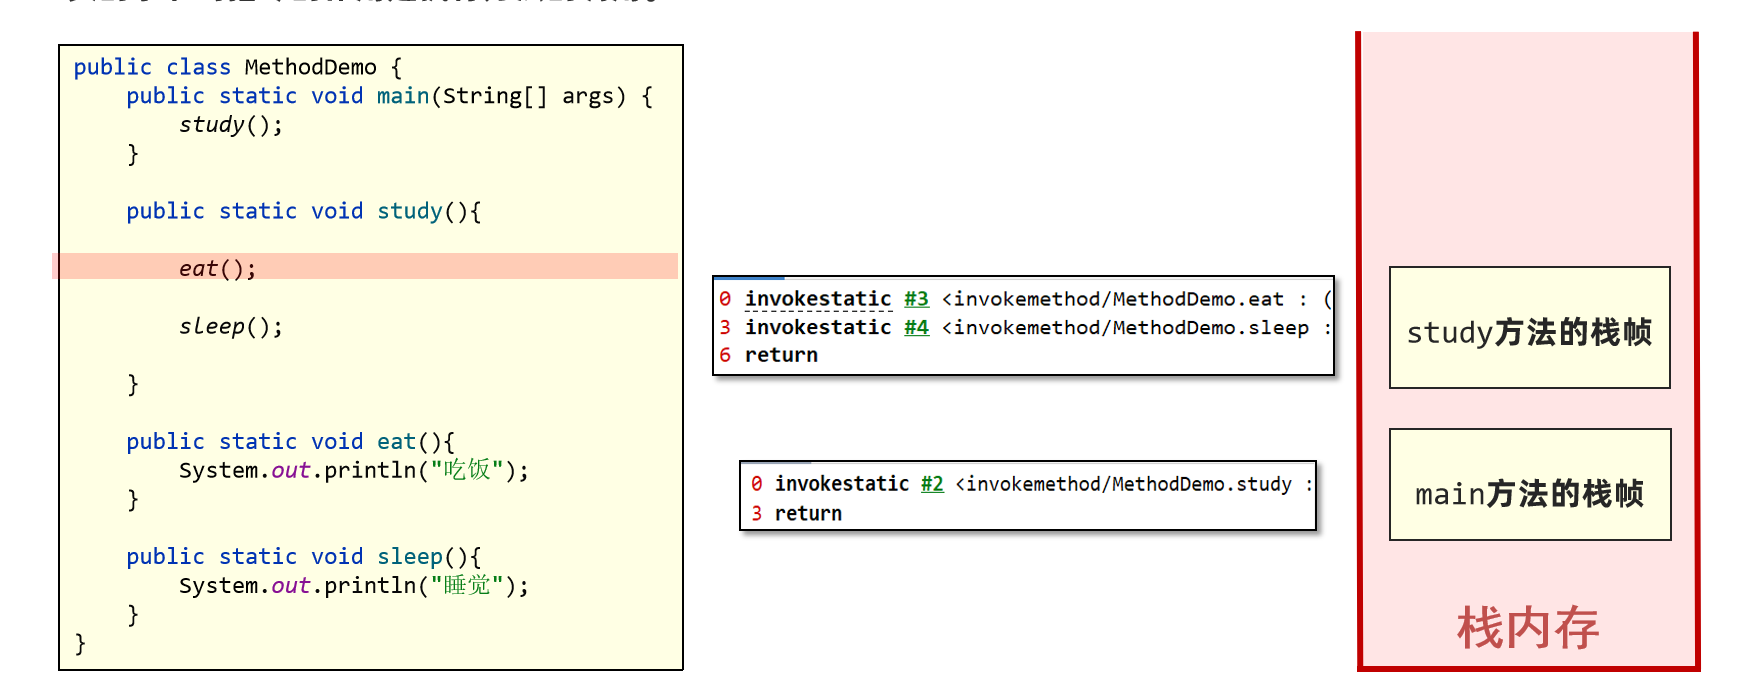 public class MethodDemo {
public static void main(String[] args) {
study();
}
public static void study(){
eat();
sleep();
}
public static void eat(){
System.out.println("吃饭");
}
public static void sleep(){
System.out.println("睡觉");
}
}
0 invokestatic #3 <invokemethod/MethodDemo.eat : (
3 invokestatic #4 <invokemethod/MethodDemo.sleep :
6 return
0 invokestatic #2 <invokemethod/MethodDemo.study :
3 return
study方法的栈帧
main方法的栈帧
栈内存